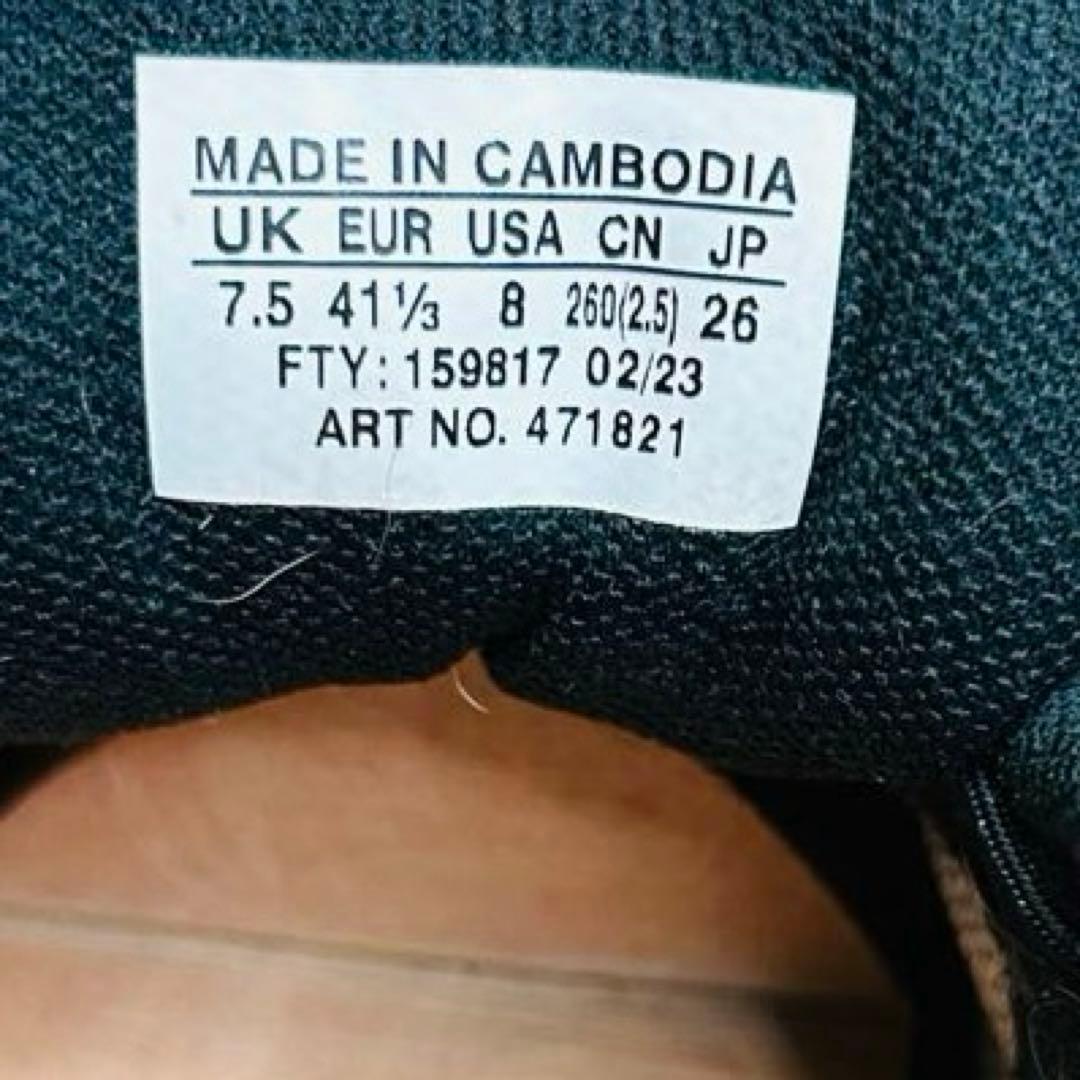 MADE IN CAMBODIA
UK EUR USA CN JP
7.5 41⅓ 8 260(2.5) 26
FTY: 159817 02/23
ART NO. 471821